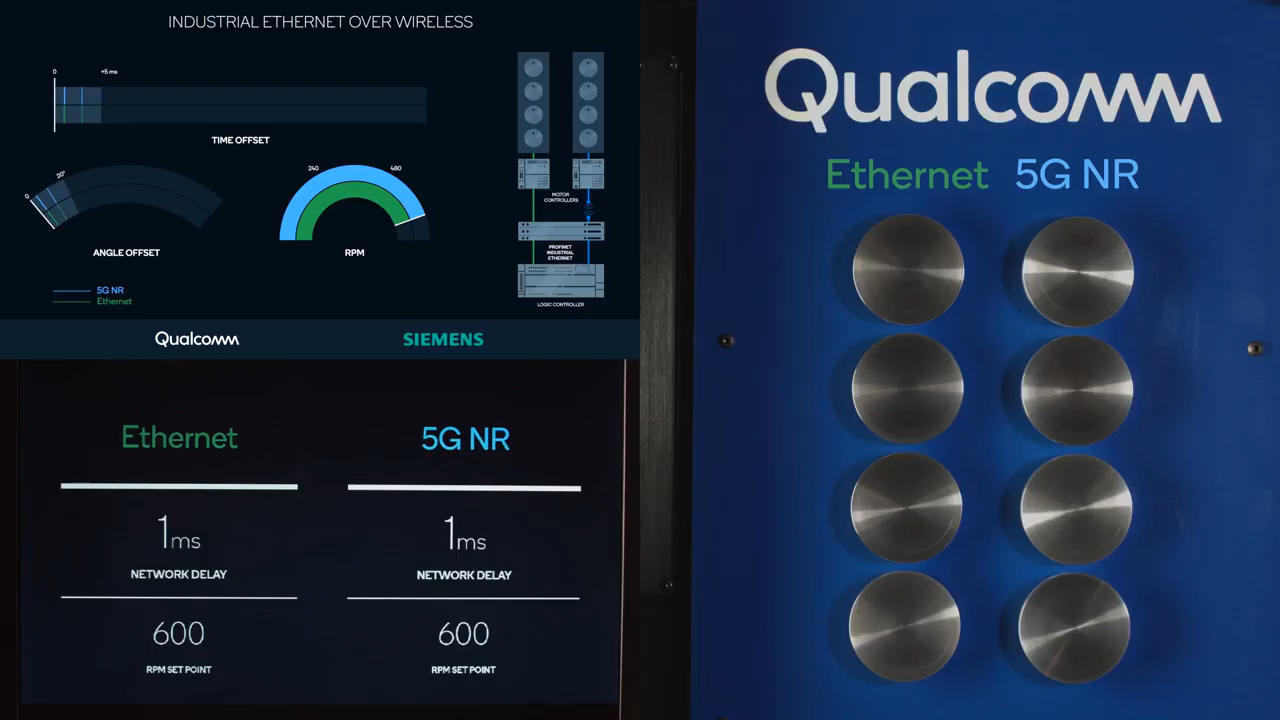 INDUSTRIAL ETHERNET OVER WIRELESS
0
+5 ms
TIME OFFSET
0
20°
ANGLE OFFSET
240
480
RPM
5G NR
Ethernet
MOTOR
CONTROLLERS
PROFINET
INDUSTRIAL
ETHERNET
LOGIC CONTROLLER
Qualcomm
SIEMENS
Ethernet
5G NR
1ms
1ms
NETWORK DELAY
NETWORK DELAY
600
600
RPM SET POINT
RPM SET POINT
Qualcomm
Ethernet 5G NR